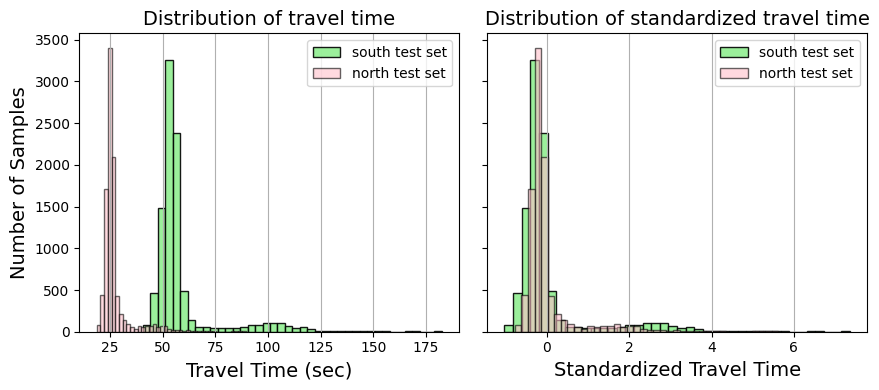 Distribution of travel time
Number of Samples
3500
3000
2500
2000
1500
1000
500
0
south test set
north test set
25
50
75
100
125
150
175
Travel Time (sec)
Distribution of standardized travel time
south test set
north test set
0
2
4
6
Standardized Travel Time